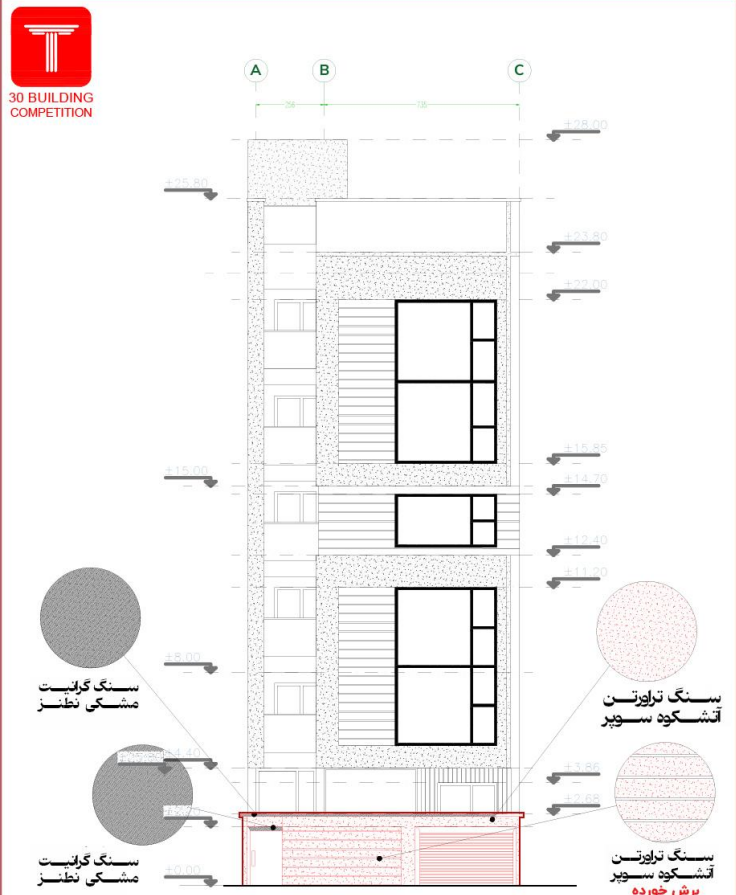 30 BUILDING
COMPETITION
A B C
±28.00
±25.80
±23.80
±22.00
±15.85
±15.00
±14.70
±12.40
±11.20
سنگ گرانیت
مشکی نطنز
سنگ تراورتن
آتشکوه سوپر
±8.00
±4.40
±3.86
±2.68
سنگ گرانیت
مشکی نطنز
±0.00
سنگ تراورتن
آتشکوه سوپر
برش خورده